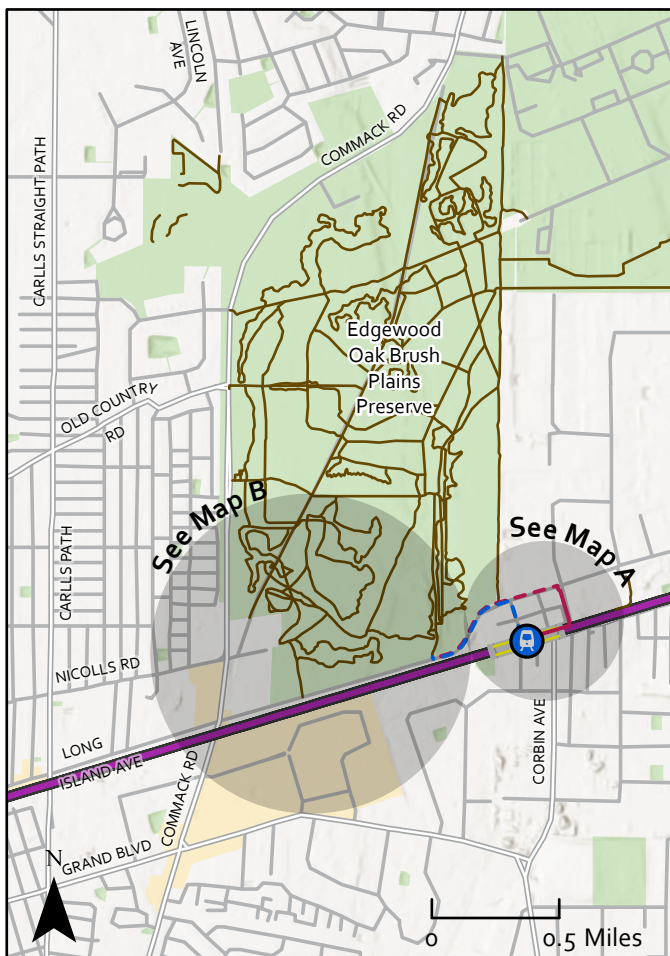 LINCOLN
AVE
COMMACK RD
CARLLS STRAIGHT PATH
Edgewood
Oak Brush
Plains
Preserve
OLD COUNTRY
RD
See Map B
See Map A
CARLLS PATH
NICOLLS RD
LONG
ISLAND AVE
COMMACK RD
CORBIN AVE
GRAND BLVD
N
0 0.5 Miles